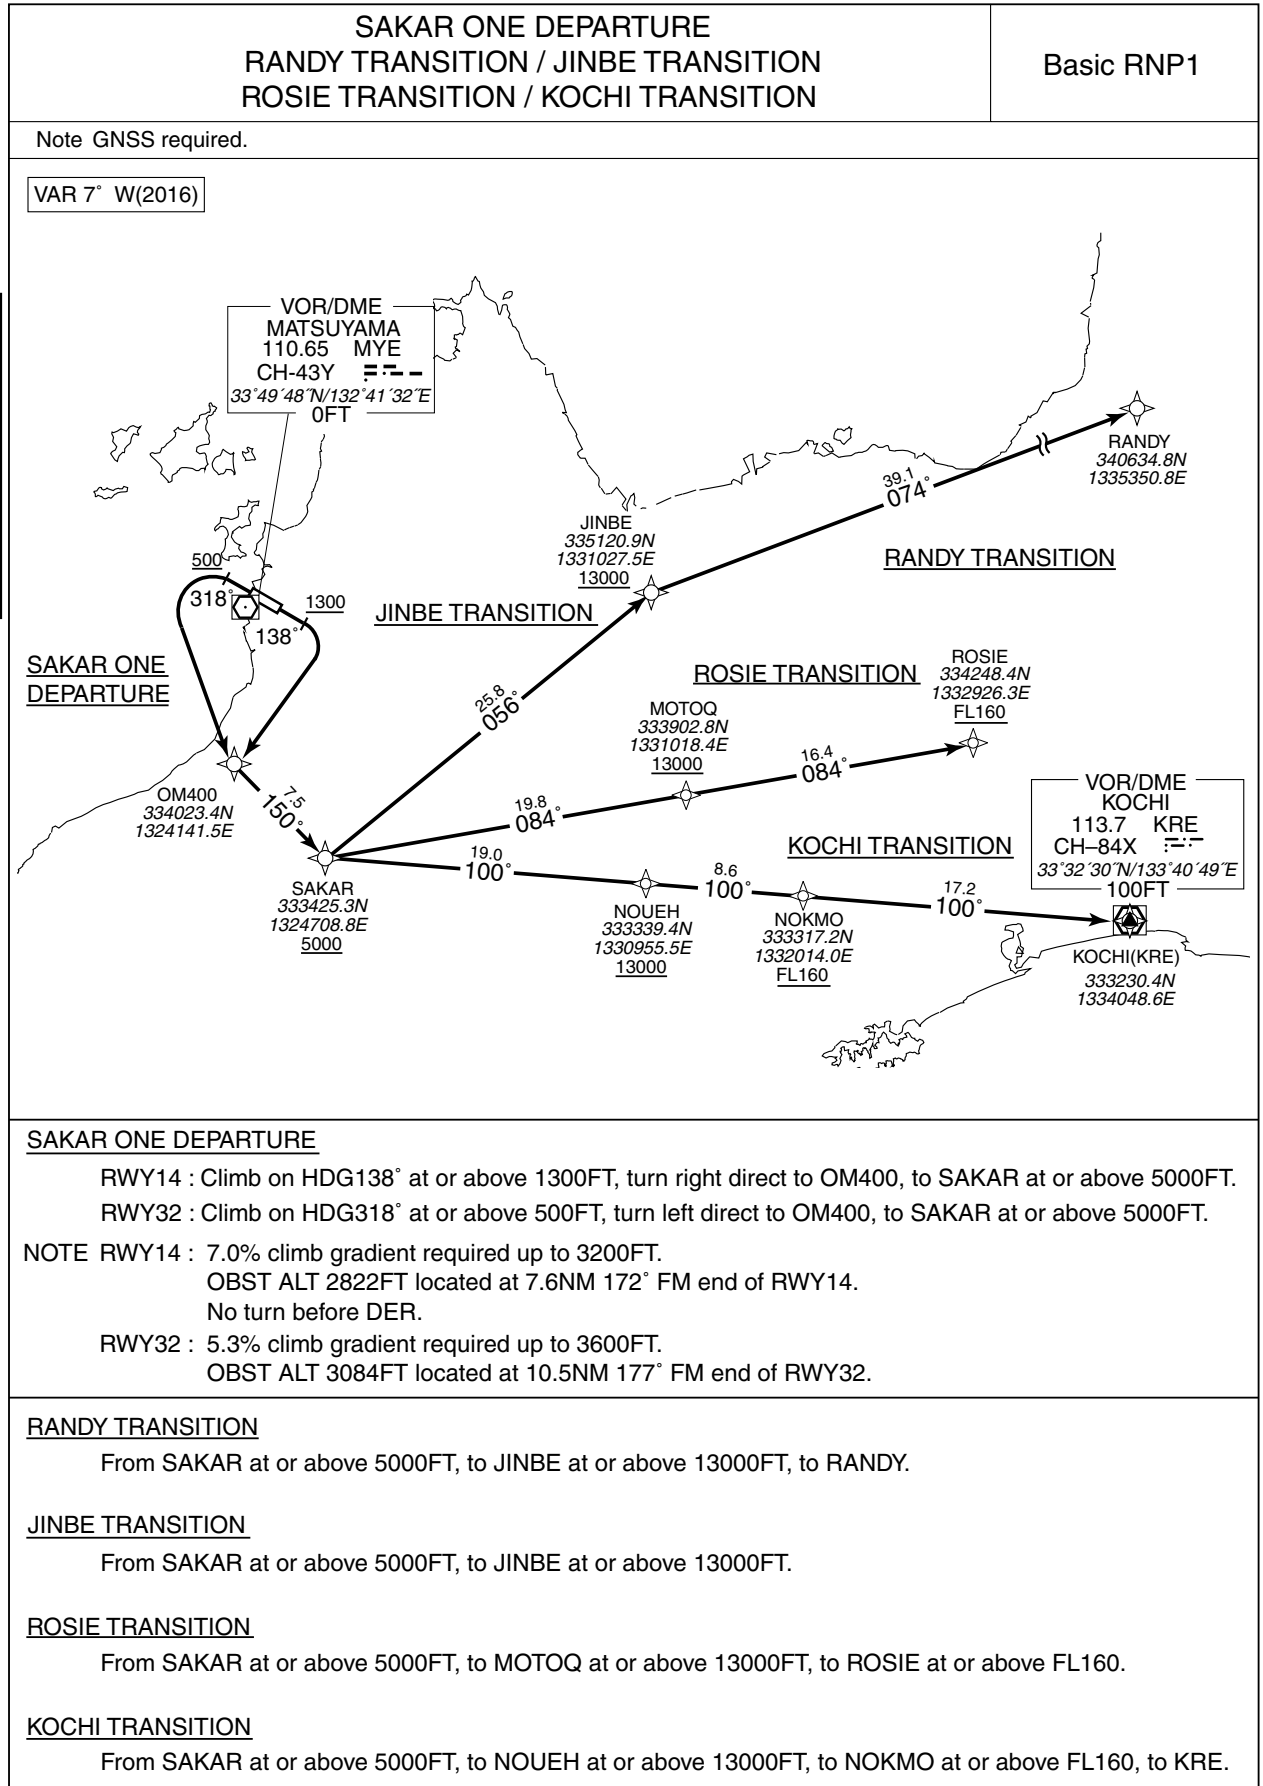 SAKAR ONE DEPARTURE
RANDY TRANSITION / JINBE TRANSITION
ROSIE TRANSITION / KOCHI TRANSITION
Basic RNP1
Note GNSS required.
VAR 7° W(2016)
VOR/DME
MATSUYAMA
110.65 MYE
CH-43Y
33°49´48˝N/132°41´32˝E
0FT
RANDY
340634.8N
1335350.8E
39.1
074°
JINBE
335120.9N
1331027.5E
13000
RANDY TRANSITION
500
318°
1300
138°
JINBE TRANSITION
SAKAR ONE
DEPARTURE
25.8
056°
ROSIE TRANSITION
ROSIE
334248.4N
1332926.3E
FL160
MOTOQ
333902.8N
1331018.4E
13000
16.4
084°
OM400
334023.4N
1324141.5E
7.5
150°
19.8
084°
VOR/DME
KOCHI
113.7 KRE
CH–84X
33°32´30˝N/133°40´49˝E
100FT
KOCHI TRANSITION
19.0
100°
8.6
100°
17.2
100°
SAKAR
333425.3N
1324708.8E
5000
NOUEH
333339.4N
1330955.5E
13000
NOKMO
333317.2N
1332014.0E
FL160
KOCHI(KRE)
333230.4N
1334048.6E
SAKAR ONE DEPARTURE
RWY14 : Climb on HDG138° at or above 1300FT, turn right direct to OM400, to SAKAR at or above 5000FT.
RWY32 : Climb on HDG318° at or above 500FT, turn left direct to OM400, to SAKAR at or above 5000FT.
NOTE RWY14 : 7.0% climb gradient required up to 3200FT.
OBST ALT 2822FT located at 7.6NM 172° FM end of RWY14.
No turn before DER.
RWY32 : 5.3% climb gradient required up to 3600FT.
OBST ALT 3084FT located at 10.5NM 177° FM end of RWY32.
RANDY TRANSITION
From SAKAR at or above 5000FT, to JINBE at or above 13000FT, to RANDY.
JINBE TRANSITION
From SAKAR at or above 5000FT, to JINBE at or above 13000FT.
ROSIE TRANSITION
From SAKAR at or above 5000FT, to MOTOQ at or above 13000FT, to ROSIE at or above FL160.
KOCHI TRANSITION
From SAKAR at or above 5000FT, to NOUEH at or above 13000FT, to NOKMO at or above FL160, to KRE.